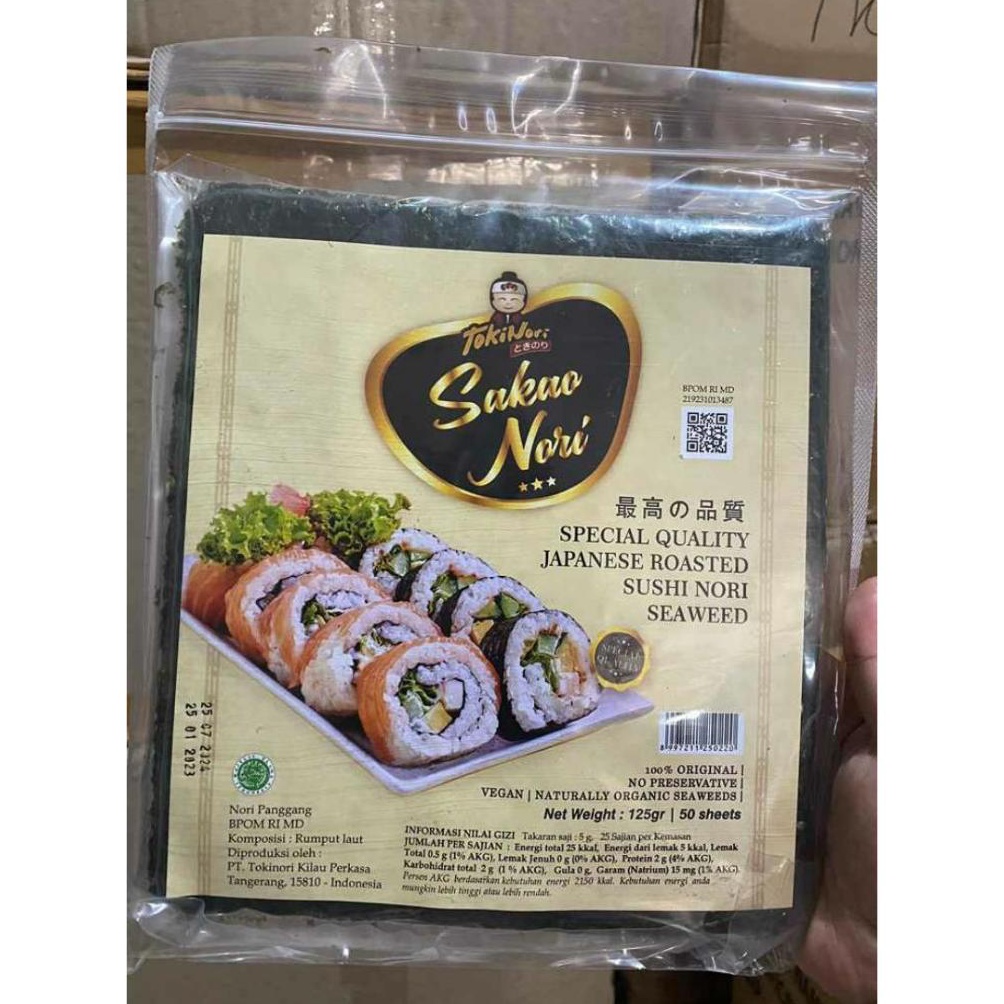 TokiNori
ときのり
Sakao
Nori
BPOM RI MD
219231013487
最高の品質
SPECIAL QUALITY
JAPANESE ROASTED
SUSHI NORI
SEAWEED
SPECIAL
QUALITY
25 07 2024
25 01 2023
8997211250220
100% ORIGINAL |
NO PRESERVATIVE |
VEGAN | NATURALLY ORGANIC SEAWEEDS |
Net Weight : 125gr | 50 sheets
Nori Panggang
BPOM RI MD
Komposisi : Rumput laut
Diproduksi oleh :
PT. Tokinori Kilau Perkasa
Tangerang, 15810 - Indonesia
INFORMASI NILAI GIZI Takaran saji : 5 g, 25 Sajian per Kemasan
JUMLAH PER SAJIAN : Energi total 25 kkal, Energi dari lemak 5 kkal, Lemak
Total 0.5 g (1% AKG), Lemak Jenuh 0 g (0% AKG), Protein 2 g (4% AKG),
Karbohidrat total 2 g (1 % AKG), Gula 0 g, Garam (Natrium) 15 mg (1% AKG).
Persen AKG berdasarkan kebutuhan energi 2150 kkal. Kebutuhan energi anda
mungkin lebih tinggi atau lebih rendah.